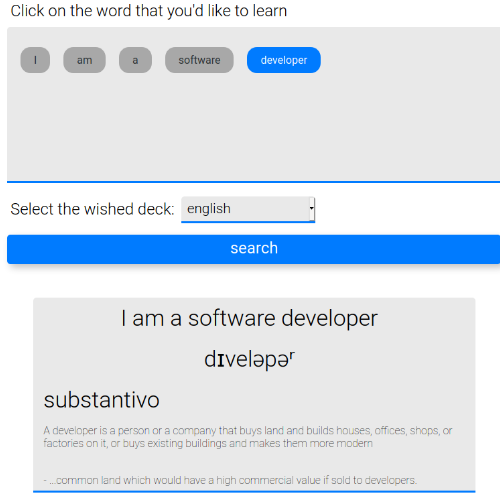 Click on the word that you'd like to learn
I am a software developer
Select the wished deck: english
search
I am a software developer
dɪveləpəʳ
substantivo
A developer is a person or a company that buys land and builds houses, offices, shops, or
factories on it, or buys existing buildings and makes them more modern
- ...common land which would have a high commercial value if sold to developers.